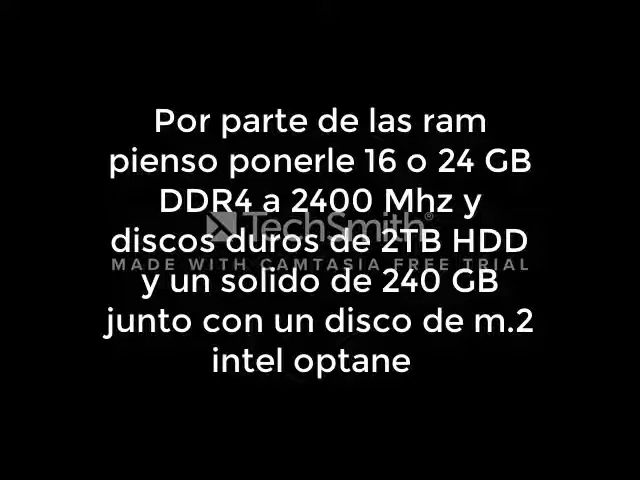 Por parte de las ram
pienso ponerle 16 o 24 GB
DDR4 a 2400 Mhz y
TechSmith®
discos duros de 2TB HDD
MADE WITH CAMTASIA FREE TRIAL
y un solido de 240 GB
junto con un disco de m.2
intel optane